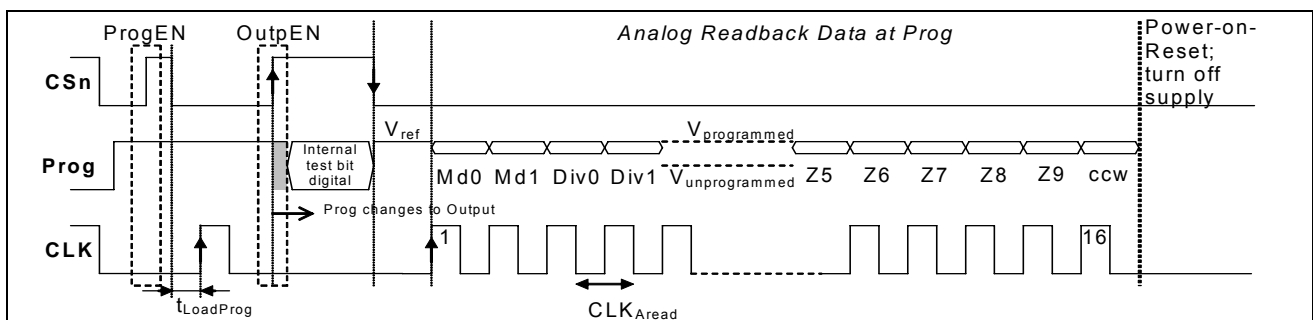 ProgEN OutpEN Analog Readback Data at Prog Power-on-
Reset;
turn off
supply
CSn
Vref Vprogrammed
Prog
Internal
test bit
digital
Md0 Md1 Div0 Div1 Vunprogrammed Z5 Z6 Z7 Z8 Z9 ccw
Prog changes to Output
CLK
1 16
tLoadProg
CLKAread